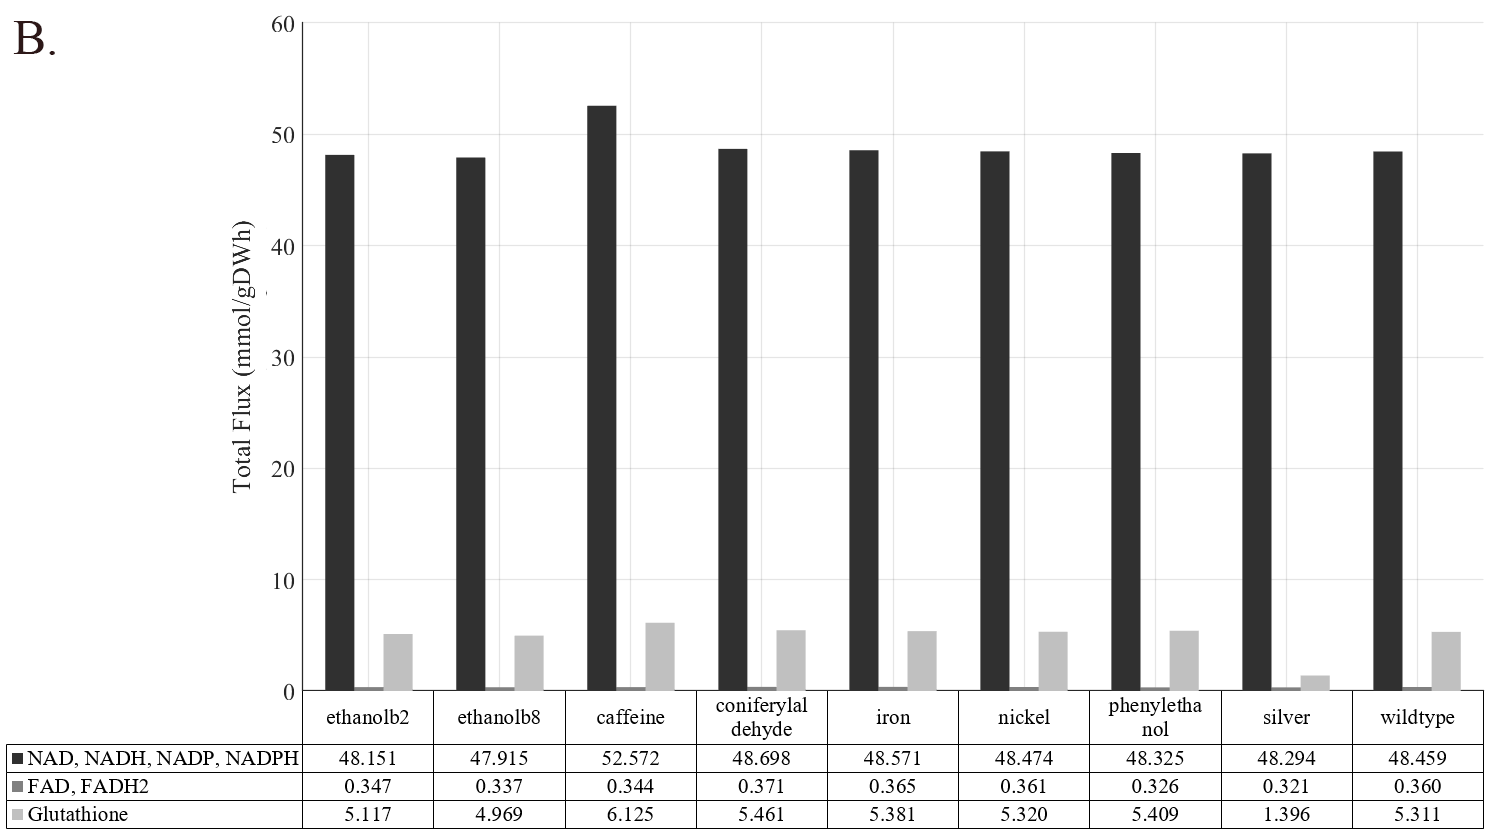 B.
60
50
40
30
20
10
0
Total Flux (mmol/gDWh)
ethanolb2 ethanolb8 caffeine coniferylal dehyde iron nickel phenyletha nol silver wildtype
NAD, NADH, NADP, NADPH 48.151 47.915 52.572 48.698 48.571 48.474 48.325 48.294 48.459
FAD, FADH2 0.347 0.337 0.344 0.371 0.365 0.361 0.326 0.321 0.360
Glutathione 5.117 4.969 6.125 5.461 5.381 5.320 5.409 1.396 5.311